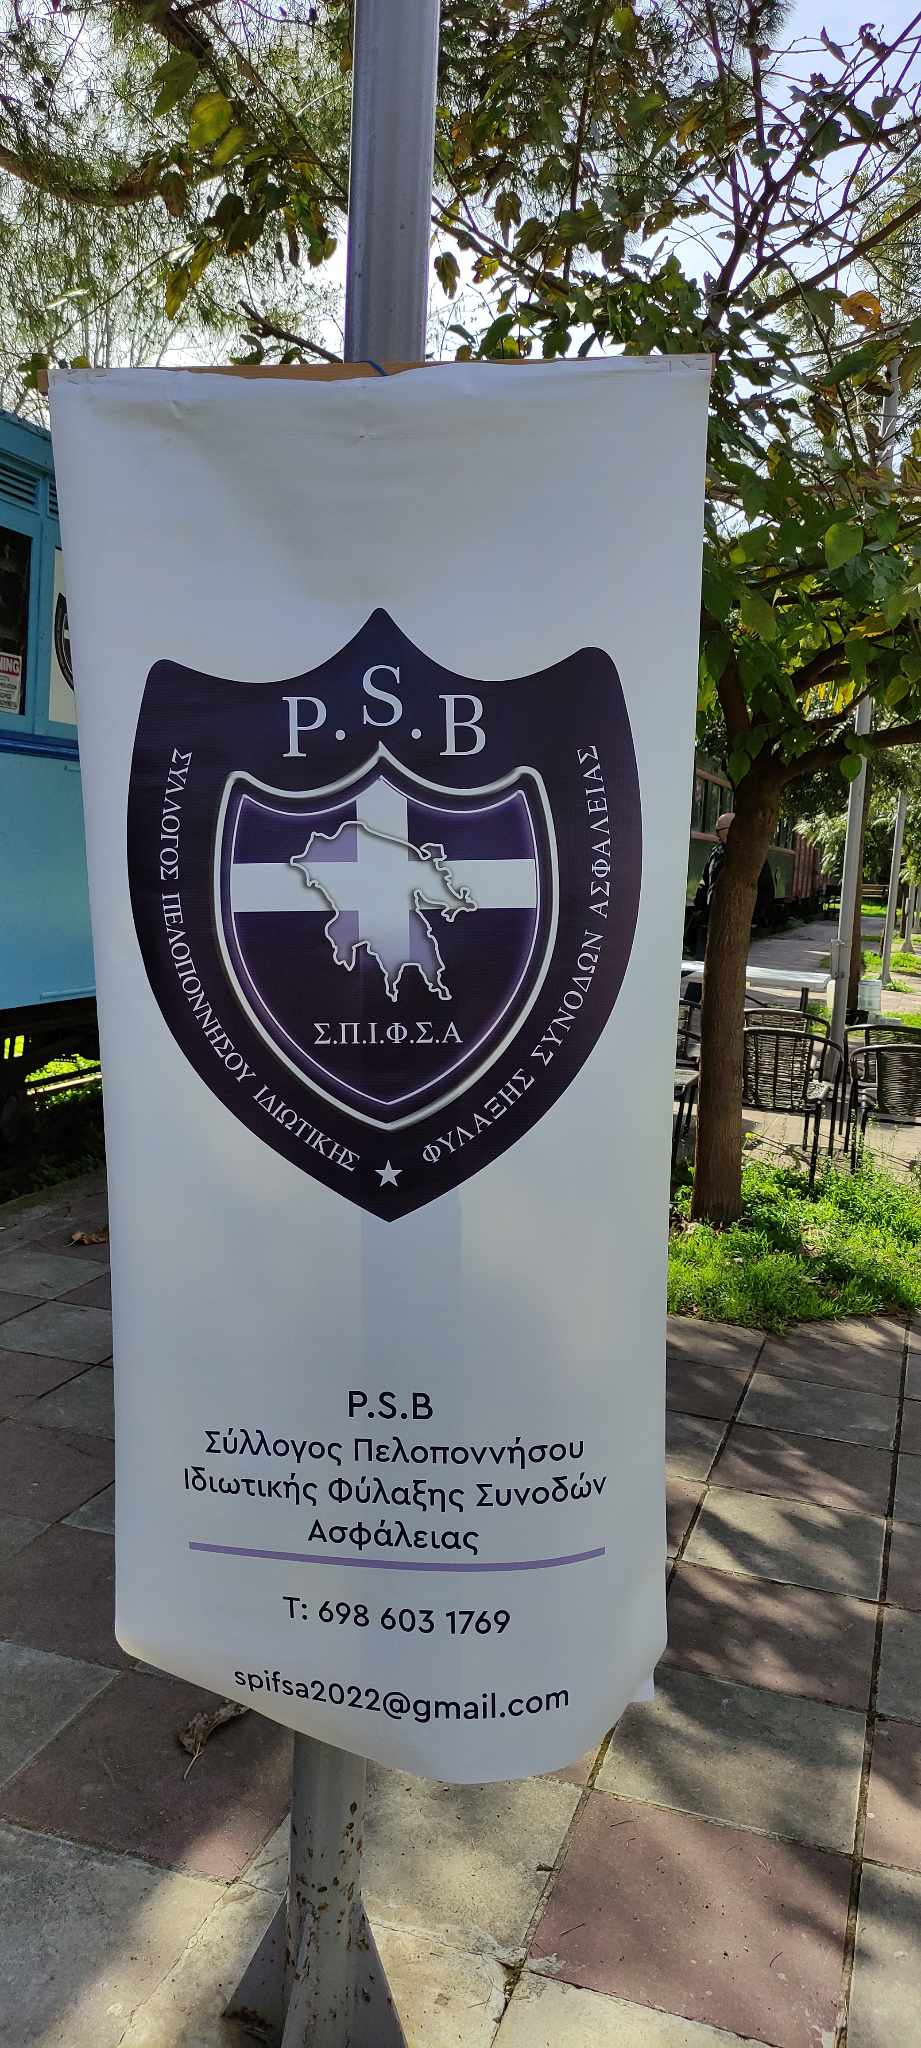 P.S.B
ΣΥΛΛΟΓΟΣ ΠΕΛΟΠΟΝΝΗΣΟΥ ΙΔΙΩΤΙΚΗΣ
ΦΥΛΑΞΗΣ ΣΥΝΟΔΩΝ ΑΣΦΑΛΕΙΑΣ
Σ.Π.Ι.Φ.Σ.Α
P.S.B
Σύλλογος Πελοποννήσου
Ιδιωτικής Φύλαξης Συνοδών
Ασφάλειας
Τ: 698 603 1769
spifsa2022@gmail.com